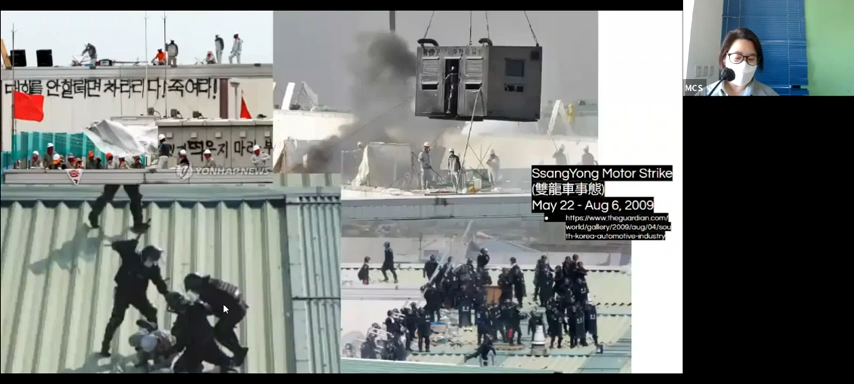 대화를 안할려면 차라리 다! 죽여라!
YONHAP NEWS
SsangYong Motor Strike
(雙龍車事態)
May 22 - Aug 6, 2009
https://www.theguardian.com/
world/gallery/2009/aug/04/sou
th-korea-automotive-industry
MCS